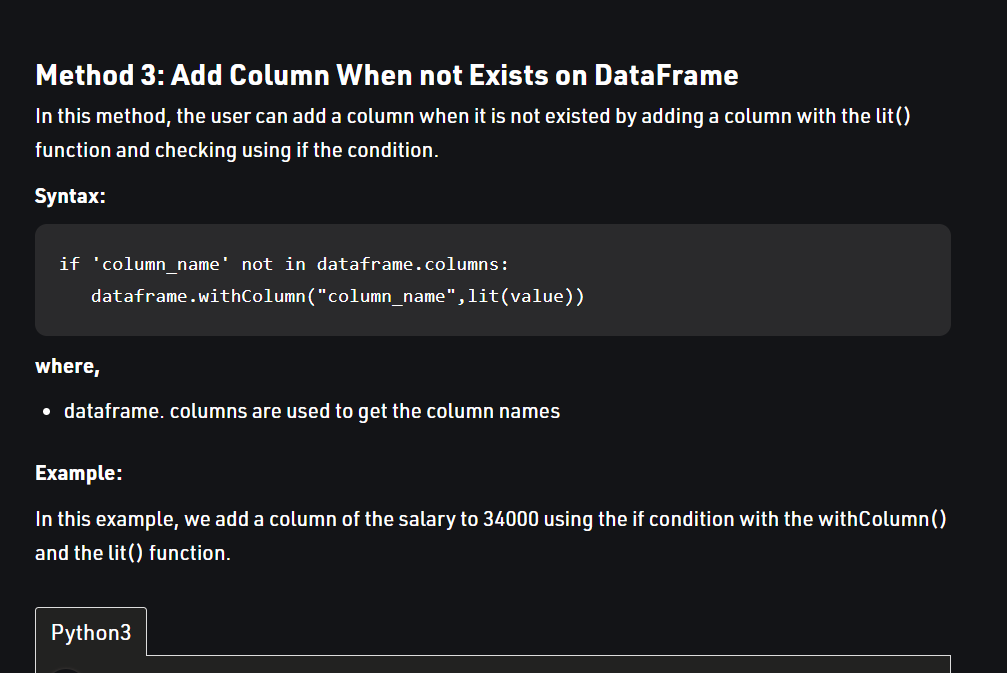 Method 3: Add Column When not Exists on DataFrame
In this method, the user can add a column when it is not existed by adding a column with the lit()
function and checking using if the condition.
Syntax:
if 'column_name' not in dataframe.columns:
   dataframe.withColumn("column_name",lit(value))
where,
• dataframe. columns are used to get the column names
Example:
In this example, we add a column of the salary to 34000 using the if condition with the withColumn()
and the lit() function.
Python3